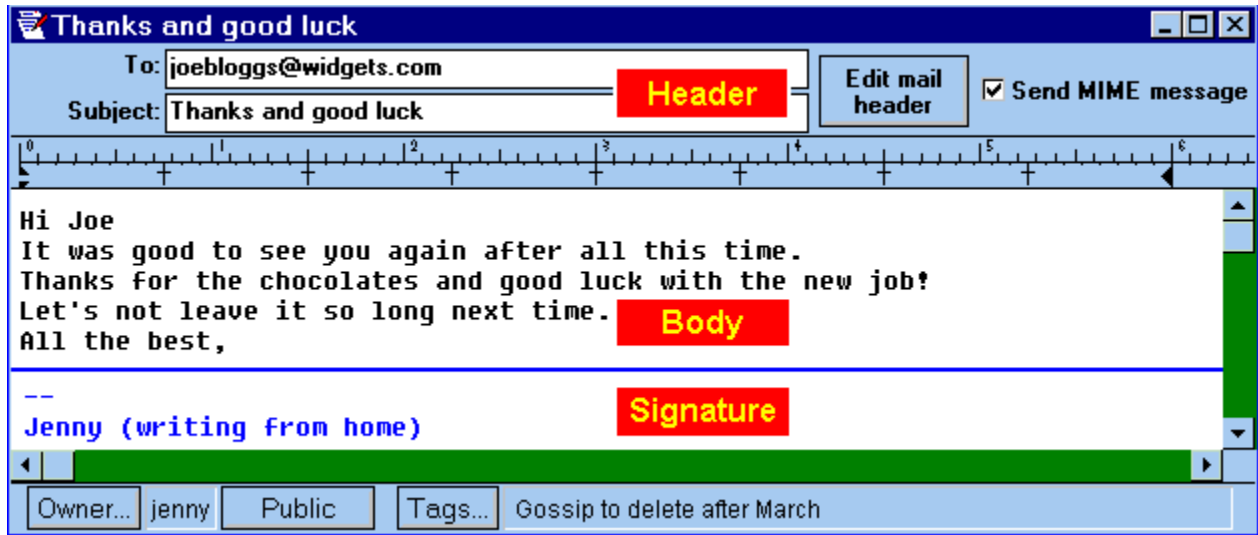 Thanks and good luck
To: joebloggs@widgets.com
Subject: Thanks and good luck
Header
Edit mail
header
Send MIME message
0 1 2 3 4 5 6
Hi Joe
It was good to see you again after all this time.
Thanks for the chocolates and good luck with the new job!
Let's not leave it so long next time.
All the best,
Body
--
Jenny (writing from home)
Signature
Owner... jenny Public Tags... Gossip to delete after March